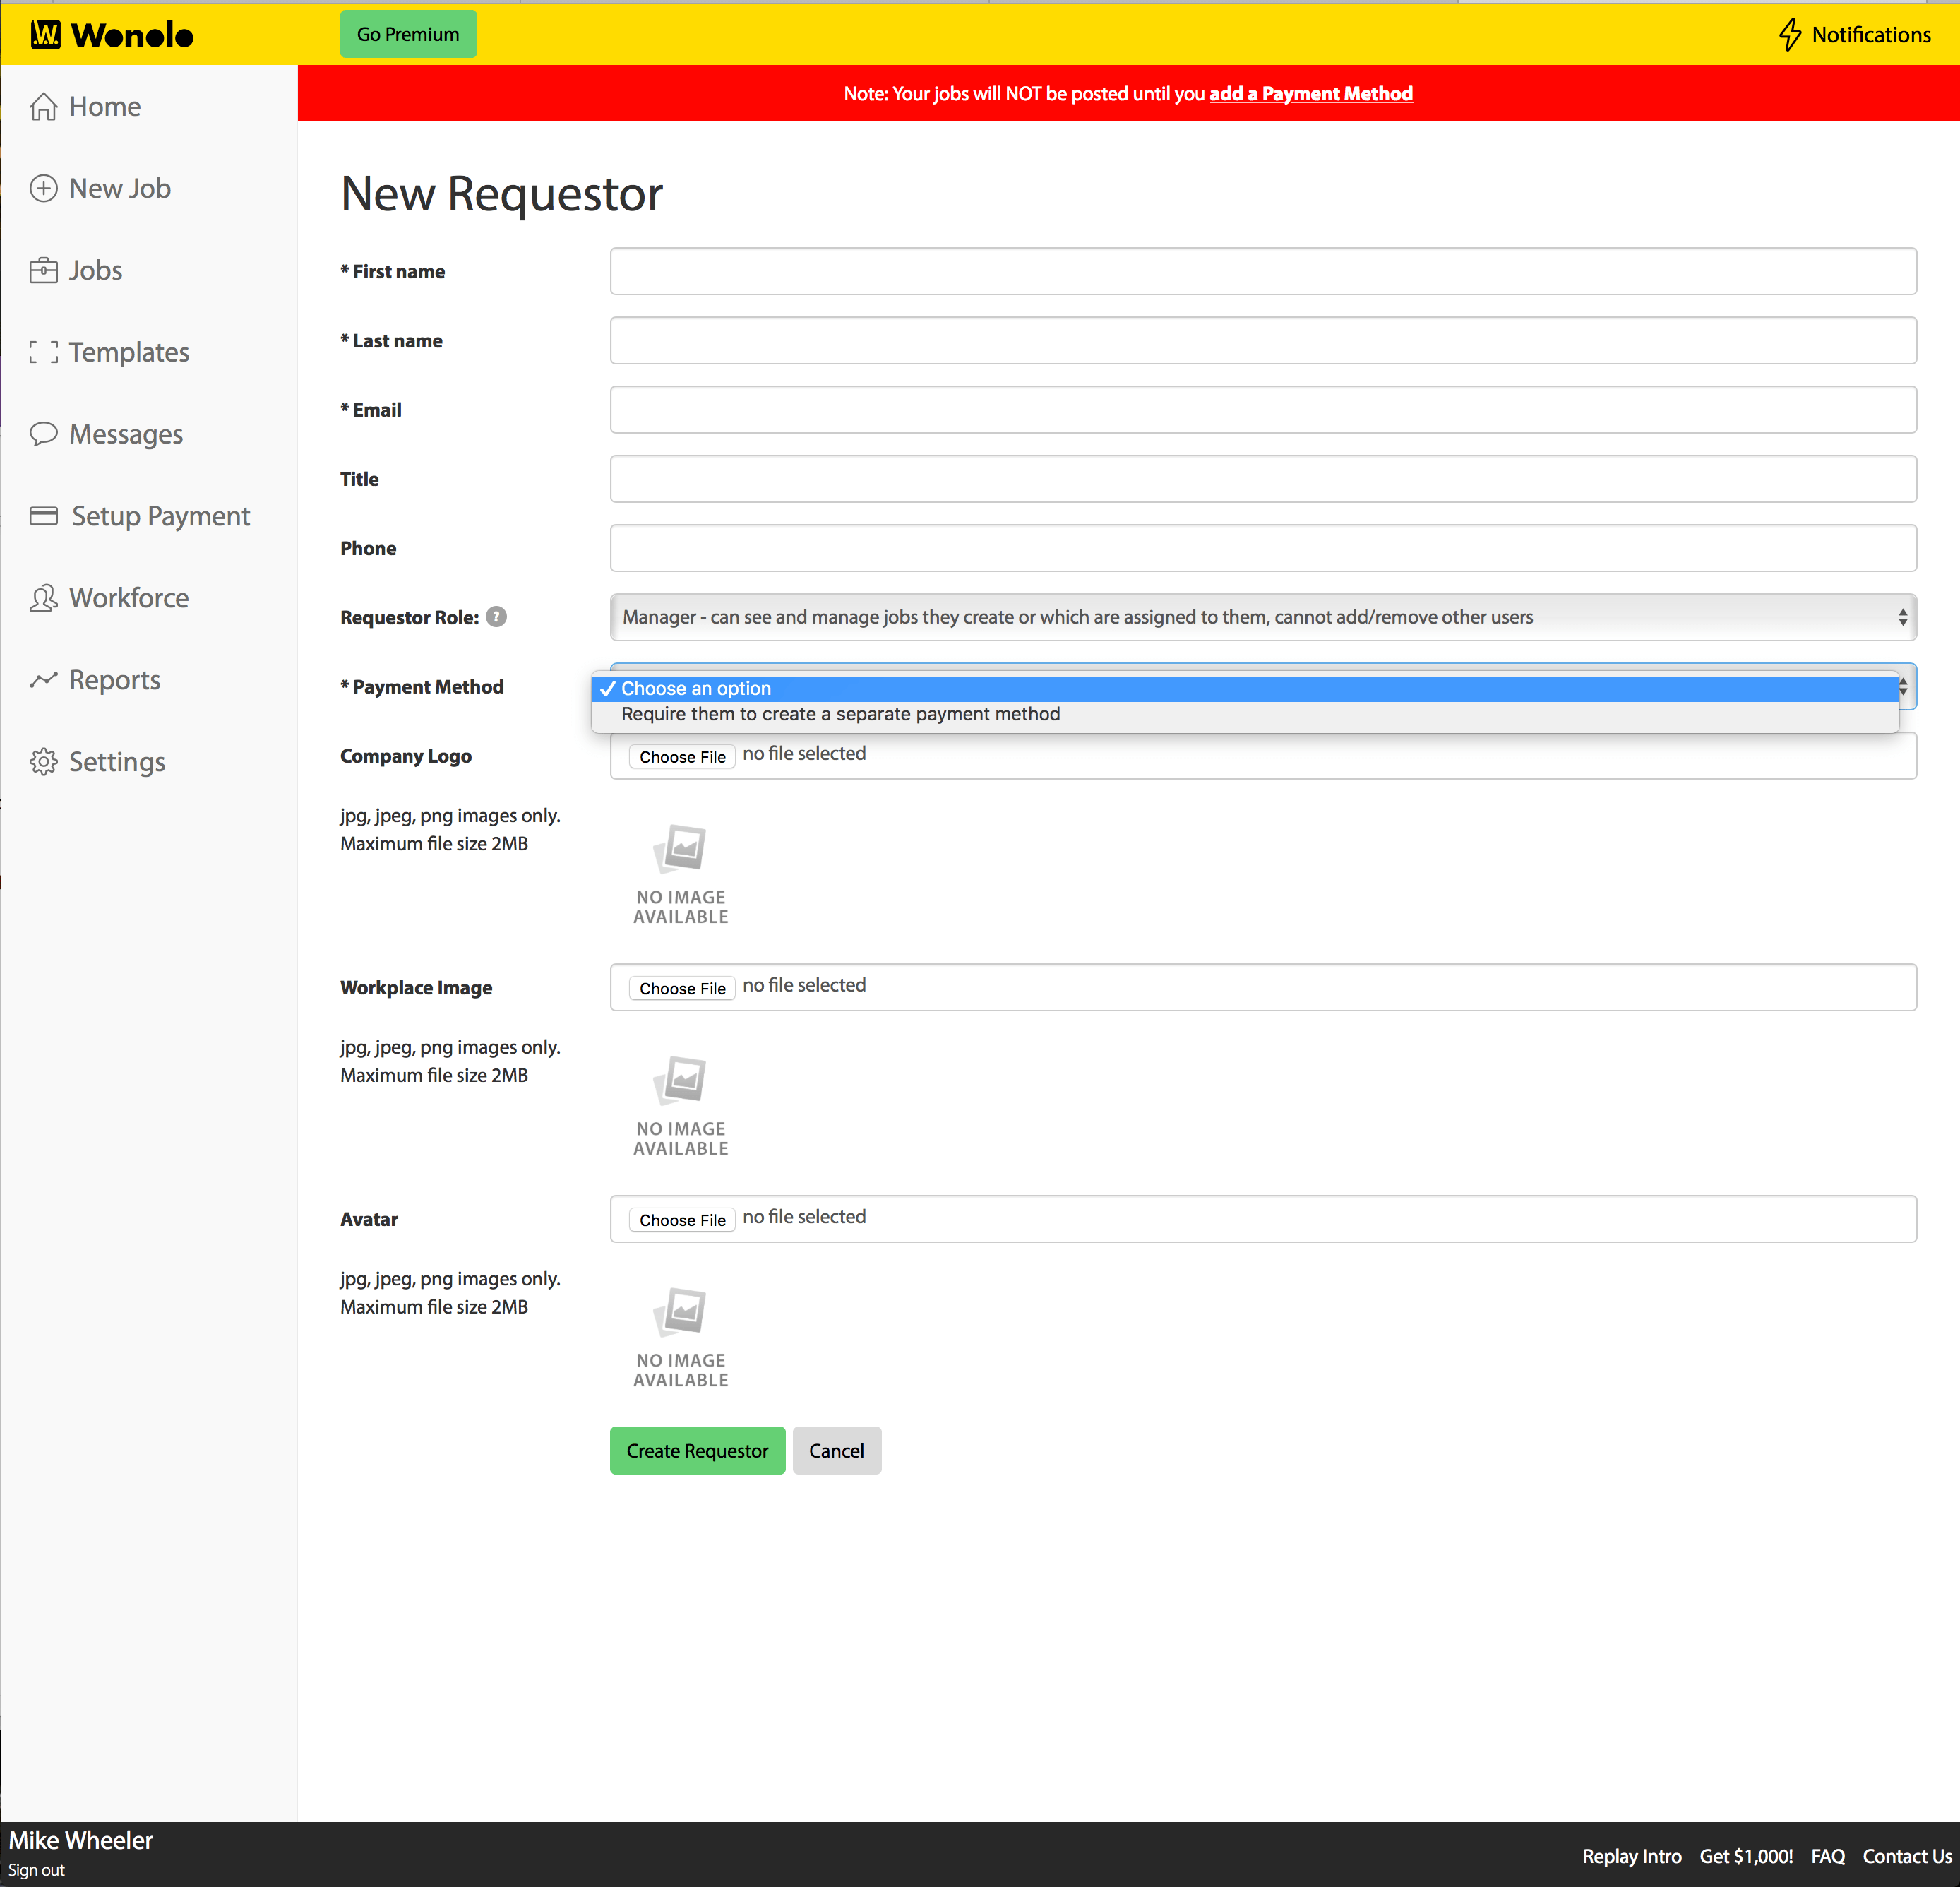 W. Wonolo
Go Premium
Notifications
Note: Your jobs will NOT be posted until you add a Payment Method
Home
New Job
Jobs
Templates
Messages
Setup Payment
Workforce
Reports
Settings
New Requestor
* First name
* Last name
* Email
Title
Phone
Requestor Role: ?
Manager - can see and manage jobs they create or which are assigned to them, cannot add/remove other users
* Payment Method
✓ Choose an option
Require them to create a separate payment method
Company Logo
Choose File no file selected
jpg, jpeg, png images only.
Maximum file size 2MB
NO IMAGE
AVAILABLE
Workplace Image
Choose File no file selected
jpg, jpeg, png images only.
Maximum file size 2MB
NO IMAGE
AVAILABLE
Avatar
Choose File no file selected
jpg, jpeg, png images only.
Maximum file size 2MB
NO IMAGE
AVAILABLE
Create Requestor
Cancel
Mike Wheeler
Sign out
Replay Intro
Get $1,000!
FAQ
Contact Us